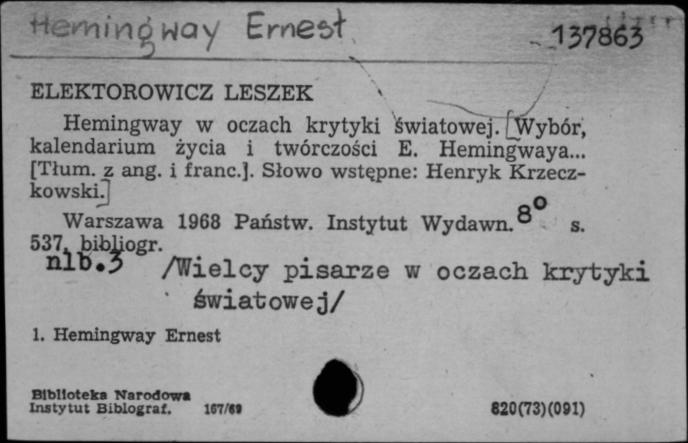 Hemingway Ernest
137863
ELEKTOROWICZ LESZEK
Hemingway w oczach krytyki światowej. [Wybór,
kalendarium życia i twórczości E. Hemingwaya...
[Tłum. z ang. i franc.]. Słowo wstępne: Henryk Krzecz-
kowski.]
Warszawa 1968 Państw. Instytut Wydawn. 8° s.
537, bibliogr.
nlb.3 /Wielcy pisarze w oczach krytyki
światowej/
1. Hemingway Ernest
Biblioteka Narodowa
Instytut Bibliograf. 167/69
820(73)(091)